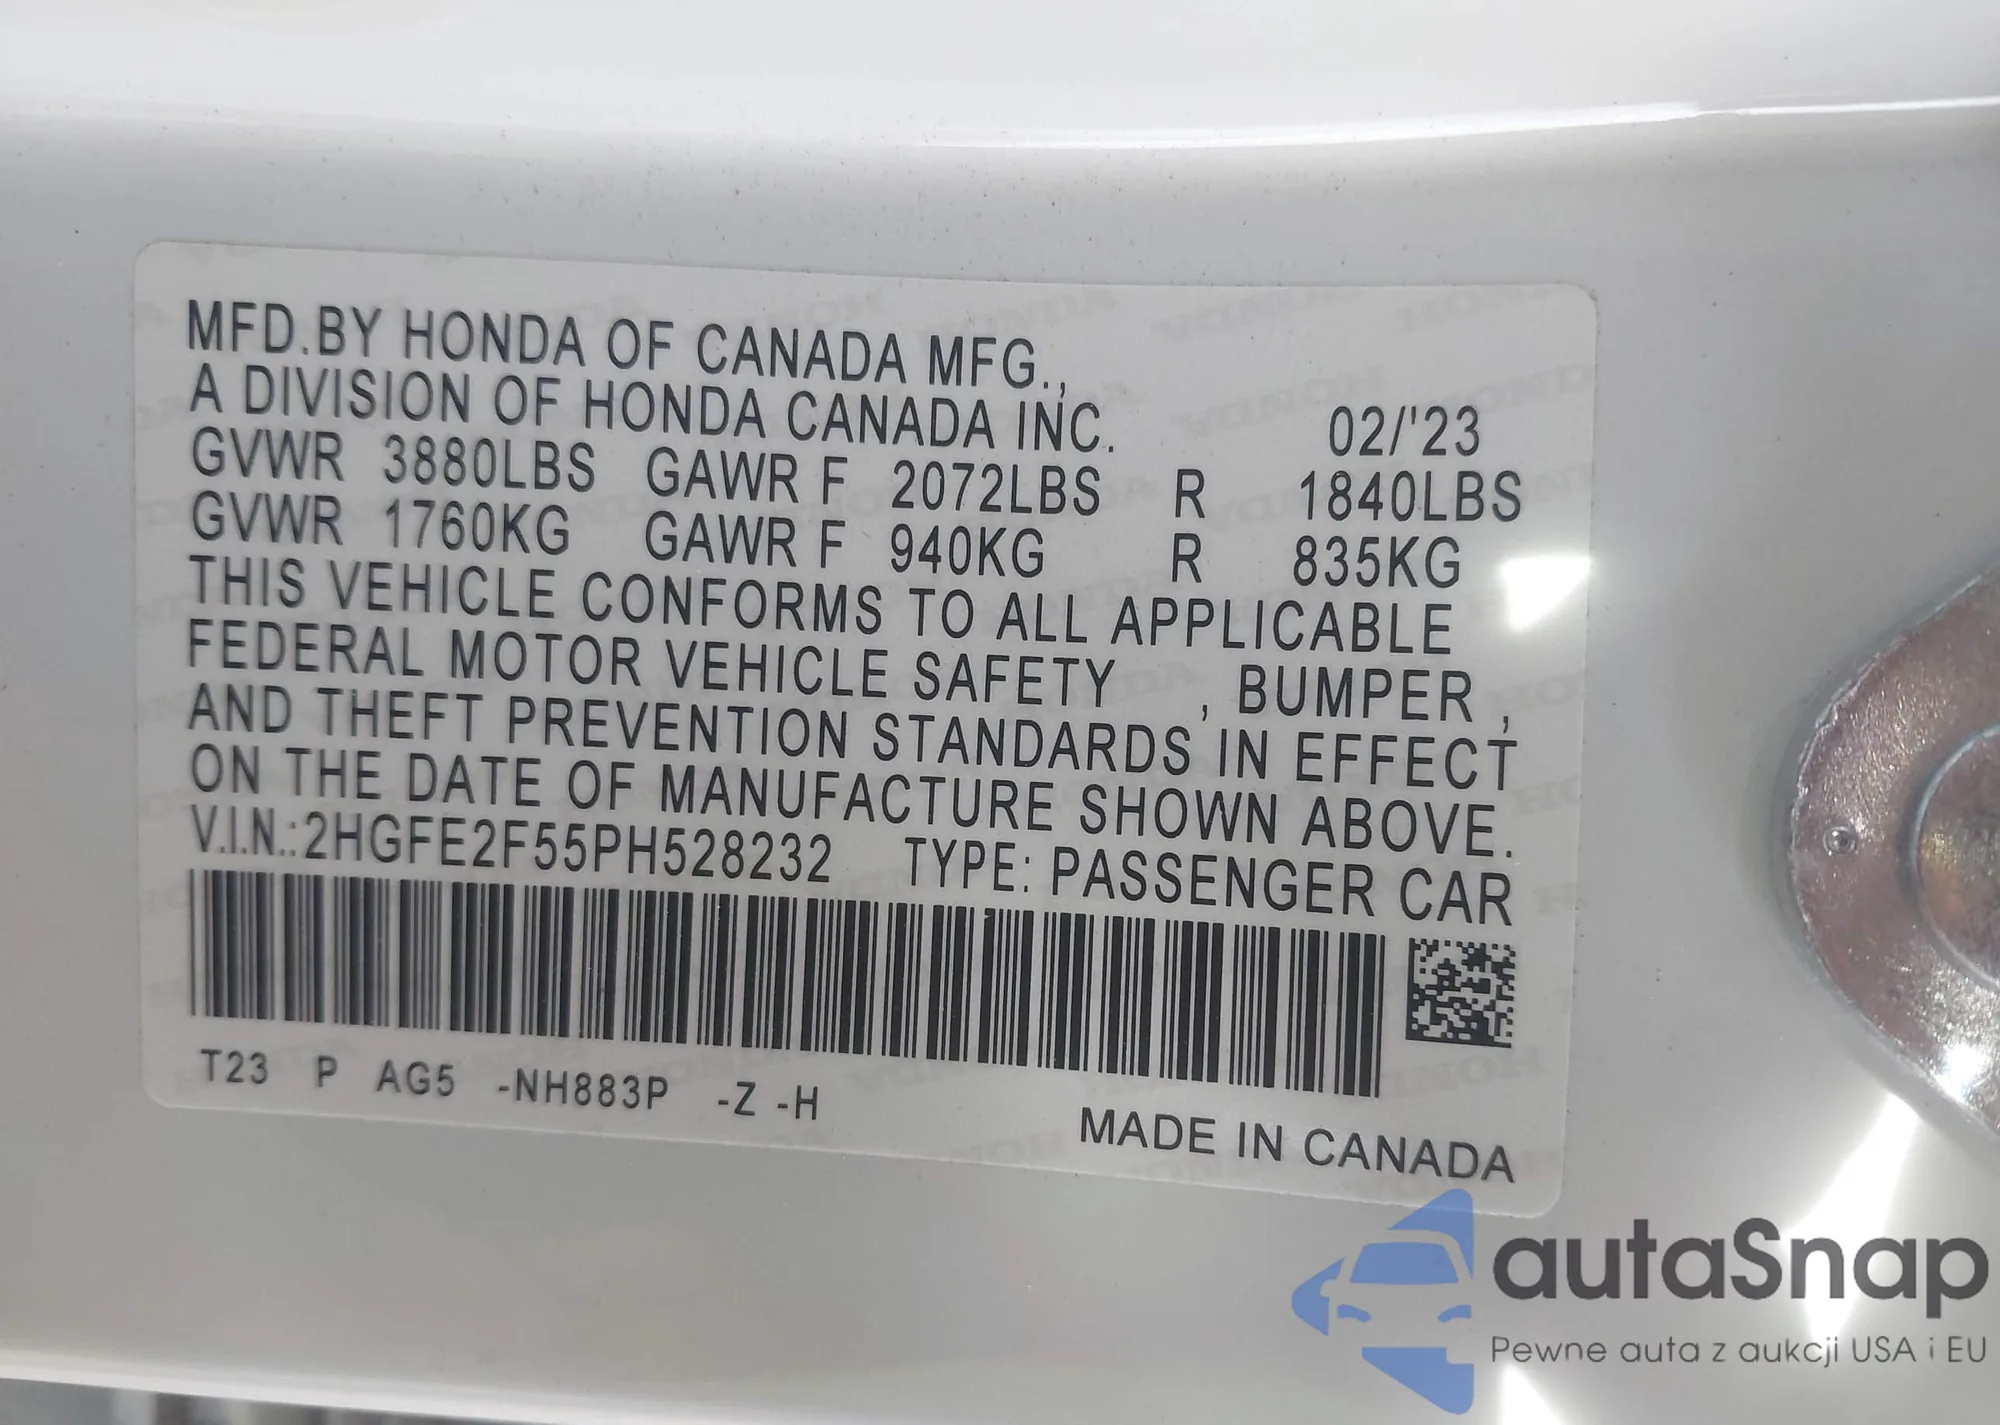 MFD.BY HONDA OF CANADA MFG.,
A DIVISION OF HONDA CANADA INC. 02/'23
GVWR 3880LBS GAWR F 2072LBS R 1840LBS
GVWR 1760KG GAWR F 940KG R 835KG
THIS VEHICLE CONFORMS TO ALL APPLICABLE
FEDERAL MOTOR VEHICLE SAFETY , BUMPER ,
AND THEFT PREVENTION STANDARDS IN EFFECT
ON THE DATE OF MANUFACTURE SHOWN ABOVE.
V.I.N.:2HGFE2F55PH528232 TYPE: PASSENGER CAR
T23 P AG5 -NH883P -Z -H
MADE IN CANADA
autaSnap
Pewne auta z aukcji USA i EU